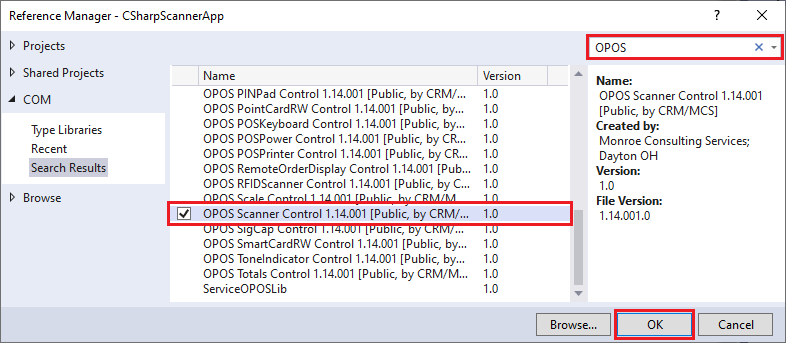 Reference Manager - CSharpScannerApp
Projects
Shared Projects
COM
Type Libraries
Recent
Search Results
Browse
OPOS
Name Version
OPOS PINPad Control 1.14.001 [Public, by CRM/M... 1.0
OPOS PointCardRW Control 1.14.001 [Public, by C... 1.0
OPOS POSKeyboard Control 1.14.001 [Public, by C... 1.0
OPOS POSPower Control 1.14.001 [Public, by CRM... 1.0
OPOS POSPrinter Control 1.14.001 [Public, by CR... 1.0
OPOS RemoteOrderDisplay Control 1.14.001 [Pub... 1.0
OPOS RFIDScanner Control 1.14.001 [Public, by C... 1.0
OPOS Scale Control 1.14.001 [Public, by CRM/M... 1.0
OPOS Scanner Control 1.14.001 [Public, by CRM/... 1.0
OPOS SigCap Control 1.14.001 [Public, by CRM/... 1.0
OPOS SmartCardRW Control 1.14.001 [Public, by C... 1.0
OPOS ToneIndicator Control 1.14.001 [Public, by C... 1.0
OPOS Totals Control 1.14.001 [Public, by CRM/M... 1.0
ServiceOPOSLib 1.0
Name:
OPOS Scanner Control 1.14.001
[Public, by CRM/MCS]
Created by:
Monroe Consulting Services;
Dayton OH
Version:
1.0
File Version:
1.14.001.0
Browse... OK Cancel